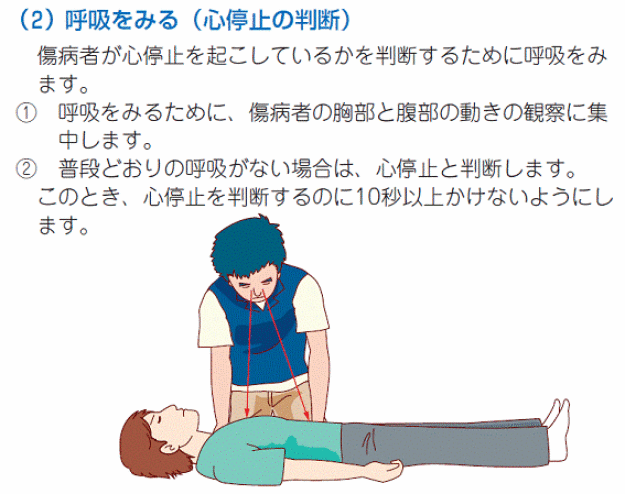 （2）呼吸をみる（心停止の判断）
傷病者が心停止を起こしているかを判断するために呼吸をみ
ます。
① 呼吸をみるために、傷病者の胸部と腹部の動きの観察に集
中します。
② 普段どおりの呼吸がない場合は、心停止と判断します。
このとき、心停止を判断するのに10秒以上かけないようにし
ます。